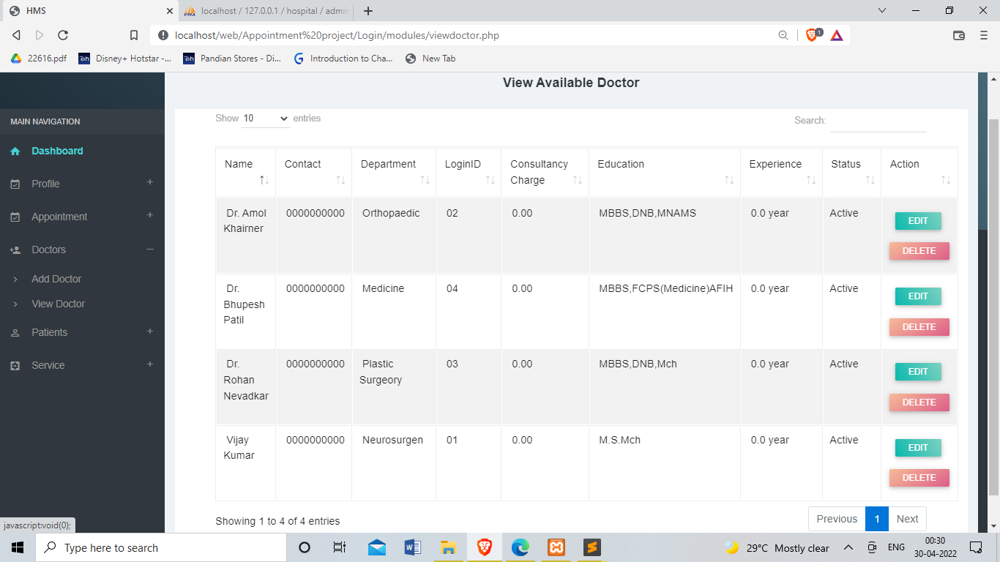 HMS
localhost / 127.0.0.1 / hospital / admin
localhost/web/Appointment%20project/Login/modules/viewdoctor.php
1
22616.pdf
Disney+ Hotstar -...
Pandian Stores - Di...
Introduction to Cha...
New Tab
View Available Doctor
MAIN NAVIGATION
Dashboard
Profile
Appointment
Doctors
Add Doctor
View Doctor
Patients
Service
Show 10 entries
Search:
Name Contact Department LoginID Consultancy Charge Education Experience Status Action
Dr. Amol Khairner 0000000000 Orthopaedic 02 0.00 MBBS,DNB,MNAMS 0.0 year Active EDIT DELETE
Dr. Bhupesh Patil 0000000000 Medicine 04 0.00 MBBS,FCPS(Medicine)AFIH 0.0 year Active EDIT DELETE
Dr. Rohan Nevadkar 0000000000 Plastic Surgeory 03 0.00 MBBS,DNB,Mch 0.0 year Active EDIT DELETE
Vijay Kumar 0000000000 Neurosurgen 01 0.00 M.S.Mch 0.0 year Active EDIT DELETE
Showing 1 to 4 of 4 entries
Previous 1 Next
javascript:void(0);
Type here to search
29°C Mostly clear
ENG
00:30
30-04-2022